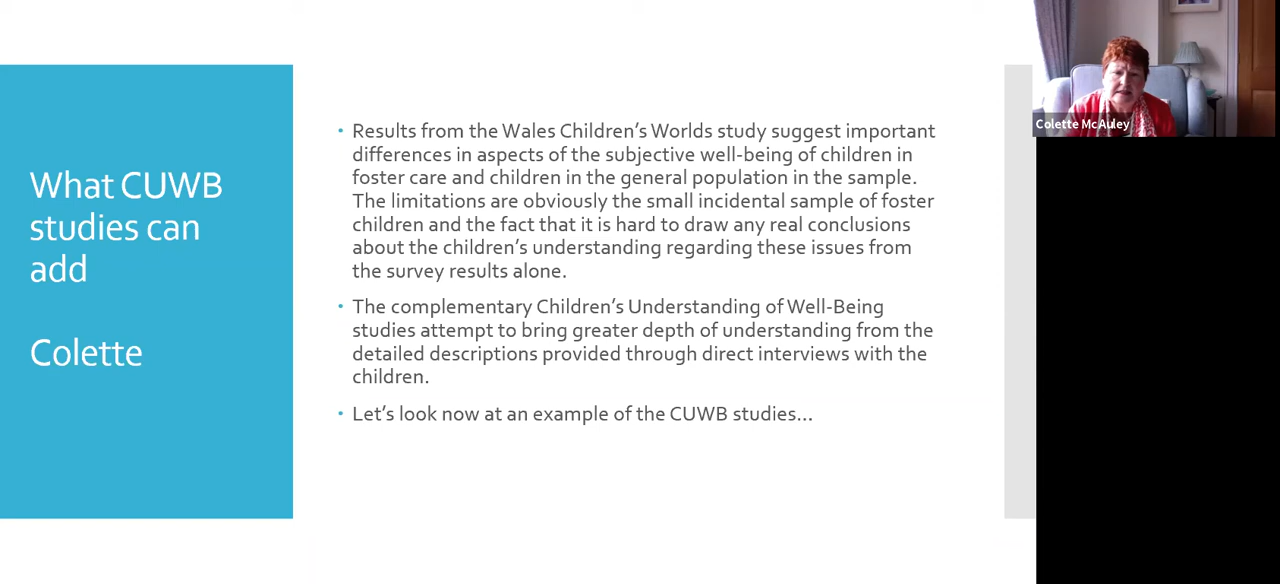 What CUWB
studies can
add
Colette
• Results from the Wales Children's Worlds study suggest important
differences in aspects of the subjective well-being of children in
foster care and children in the general population in the sample.
The limitations are obviously the small incidental sample of foster
children and the fact that it is hard to draw any real conclusions
about the children's understanding regarding these issues from
the survey results alone.
• The complementary Children's Understanding of Well-Being
studies attempt to bring greater depth of understanding from the
detailed descriptions provided through direct interviews with the
children.
• Let's look now at an example of the CUWB studies...
Colette McAuley